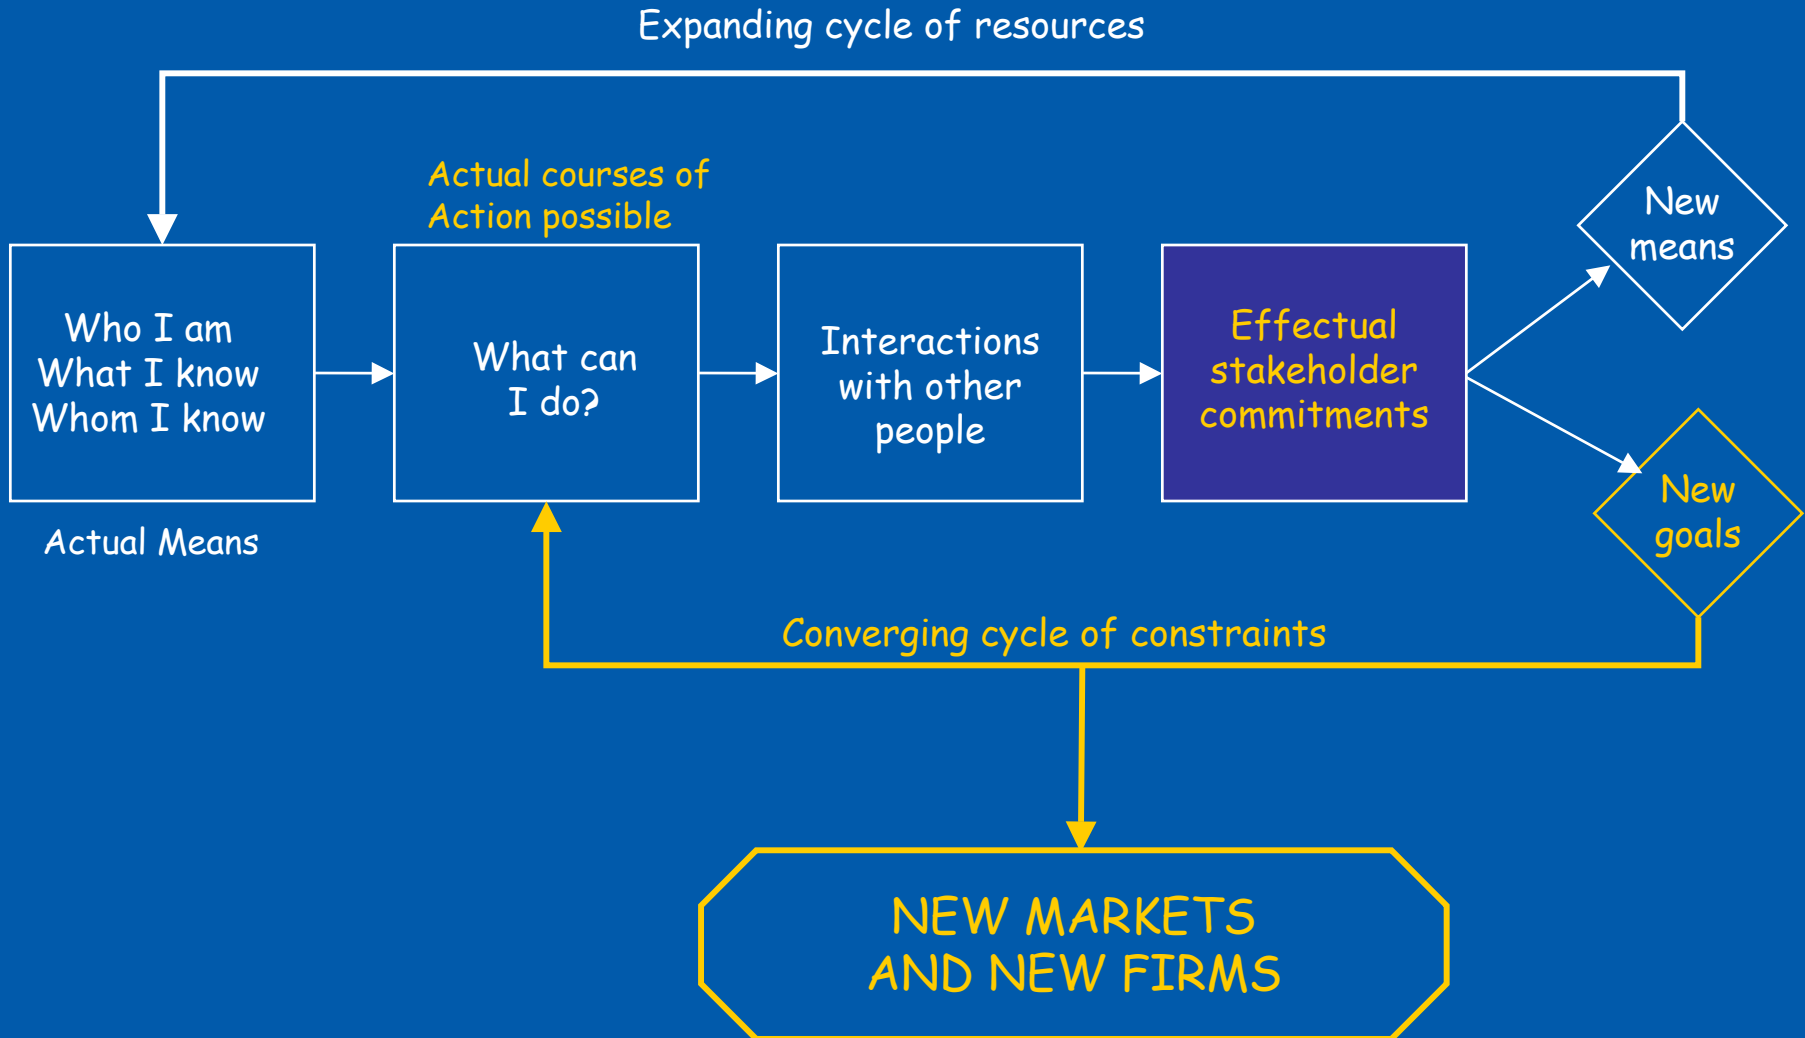 Expanding cycle of resources
Actual courses of
Action possible
New
means
Who I am
What I know
Whom I know
What can
I do?
Interactions
with other
people
Effectual
stakeholder
commitments
New
goals
Actual Means
Converging cycle of constraints
NEW MARKETS
AND NEW FIRMS